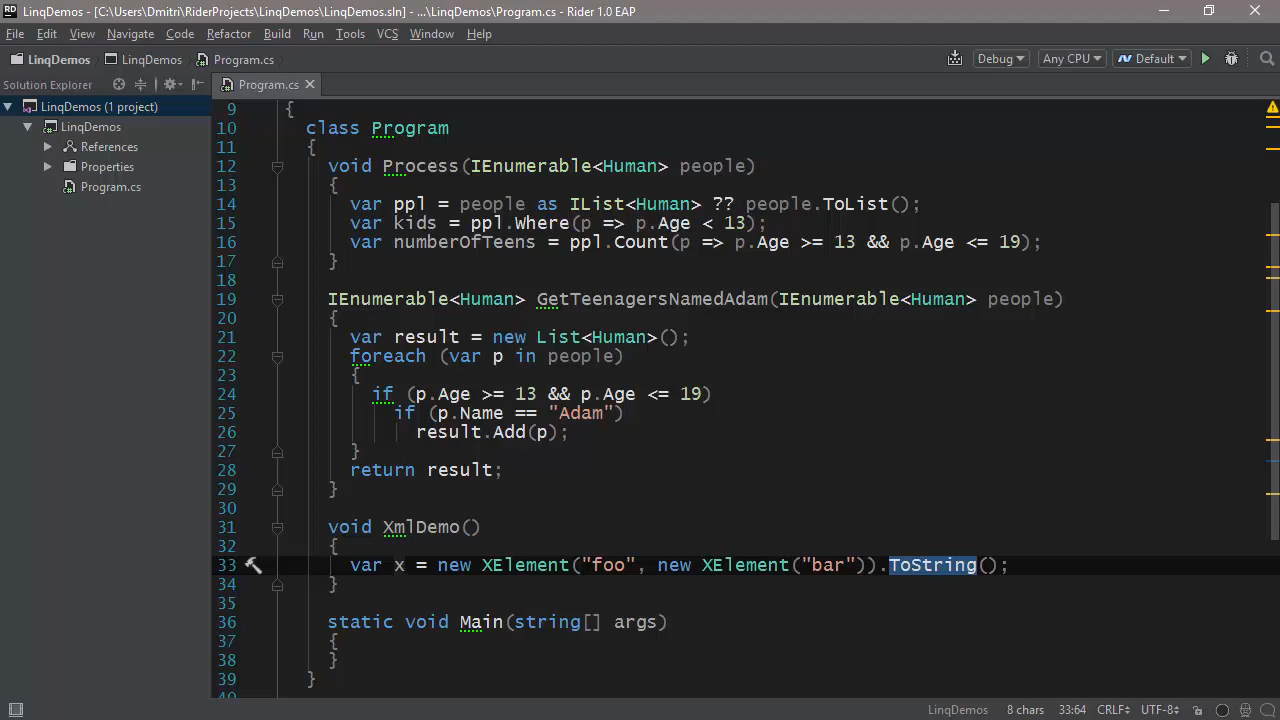 RD LinqDemos - [C:\Users\Dmitri\RiderProjects\LinqDemos\LinqDemos.sln] - ...\LinqDemos\Program.cs - Rider 1.0 EAP
File Edit View Navigate Code Refactor Build Run Tools VCS Window Help
LinqDemos LinqDemos Program.cs Debug Any CPU Default
Solution Explorer Program.cs
LinqDemos (1 project)
LinqDemos
References
Properties
Program.cs
9 {
10 class Program
11 {
12 void Process(IEnumerable<Human> people)
13 {
14 var ppl = people as IList<Human> ?? people.ToList();
15 var kids = ppl.Where(p => p.Age < 13);
16 var numberOfTeens = ppl.Count(p => p.Age >= 13 && p.Age <= 19);
17 }
18
19 IEnumerable<Human> GetTeenagersNamedAdam(IEnumerable<Human> people)
20 {
21 var result = new List<Human>();
22 foreach (var p in people)
23 {
24 if (p.Age >= 13 && p.Age <= 19)
25 if (p.Name == "Adam")
26 result.Add(p);
27 }
28 return result;
29 }
30
31 void XmlDemo()
32 {
33 var x = new XElement("foo", new XElement("bar")).ToString();
34 }
35
36 static void Main(string[] args)
37 {
38 }
39 }
40
LinqDemos 8 chars 33:64 CRLF÷ UTF-8÷